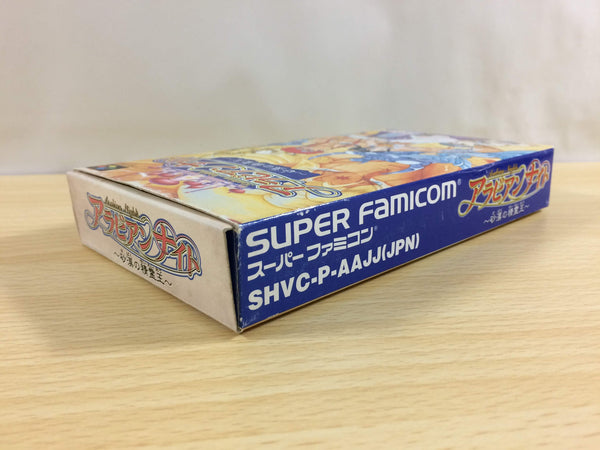 Arabian Nights
アラビアンナイト
～砂漠の精霊王～
SUPER FAMICOM®
スーパーファミコン®
SHVC-P-AAJJ(JPN)
アラビアンナイト
～砂漠の精霊王～